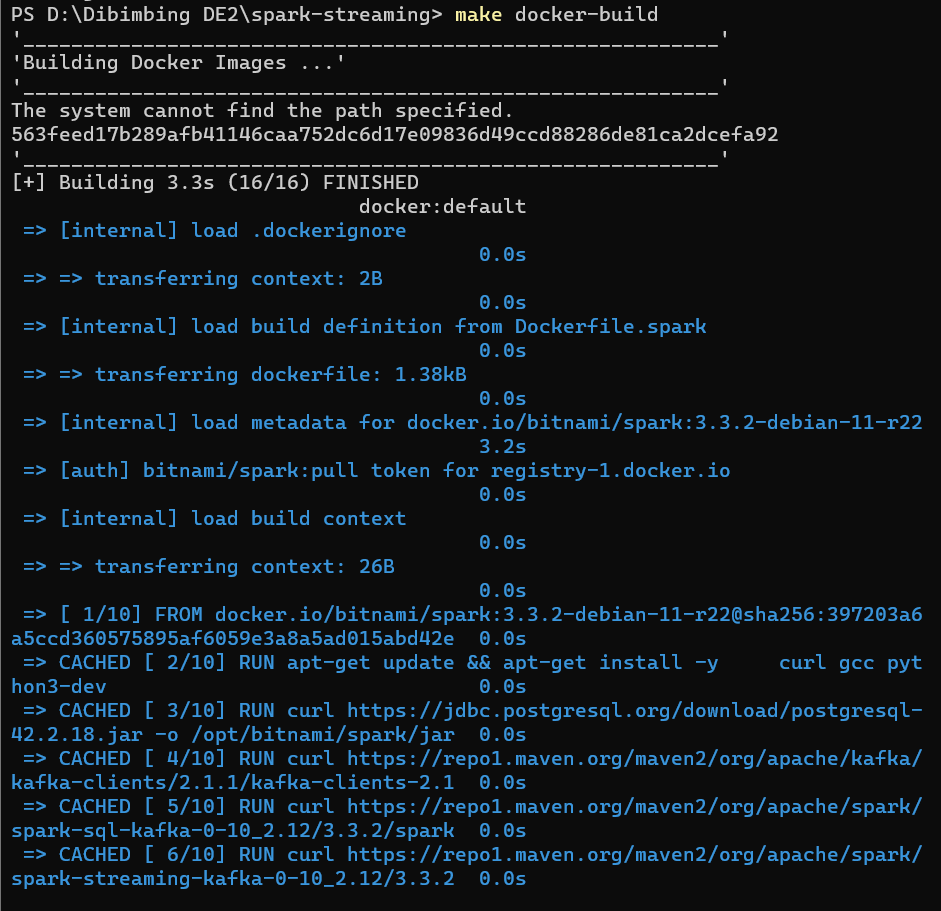 PS D:\Dibimbing DE2\spark-streaming> make docker-build
'__________________________________________________________'
'Building Docker Images ...'
'__________________________________________________________'
The system cannot find the path specified.
563feed17b289afb41146caa752dc6d17e09836d49ccd88286de81ca2dcefa92
'__________________________________________________________'
[+] Building 3.3s (16/16) FINISHED
docker:default
=> [internal] load .dockerignore
0.0s
=> => transferring context: 2B
0.0s
=> [internal] load build definition from Dockerfile.spark
0.0s
=> => transferring dockerfile: 1.38kB
0.0s
=> [internal] load metadata for docker.io/bitnami/spark:3.3.2-debian-11-r22
3.2s
=> [auth] bitnami/spark:pull token for registry-1.docker.io
0.0s
=> [internal] load build context
0.0s
=> => transferring context: 26B
0.0s
=> [ 1/10] FROM docker.io/bitnami/spark:3.3.2-debian-11-r22@sha256:397203a6
a5ccd360575895af6059e3a8a5ad015abd42e  0.0s
=> CACHED [ 2/10] RUN apt-get update && apt-get install -y     curl gcc pyt
hon3-dev                               0.0s
=> CACHED [ 3/10] RUN curl https://jdbc.postgresql.org/download/postgresql-
42.2.18.jar -o /opt/bitnami/spark/jar  0.0s
=> CACHED [ 4/10] RUN curl https://repo1.maven.org/maven2/org/apache/kafka/
kafka-clients/2.1.1/kafka-clients-2.1  0.0s
=> CACHED [ 5/10] RUN curl https://repo1.maven.org/maven2/org/apache/spark/
spark-sql-kafka-0-10_2.12/3.3.2/spark  0.0s
=> CACHED [ 6/10] RUN curl https://repo1.maven.org/maven2/org/apache/spark/
spark-streaming-kafka-0-10_2.12/3.3.2  0.0s